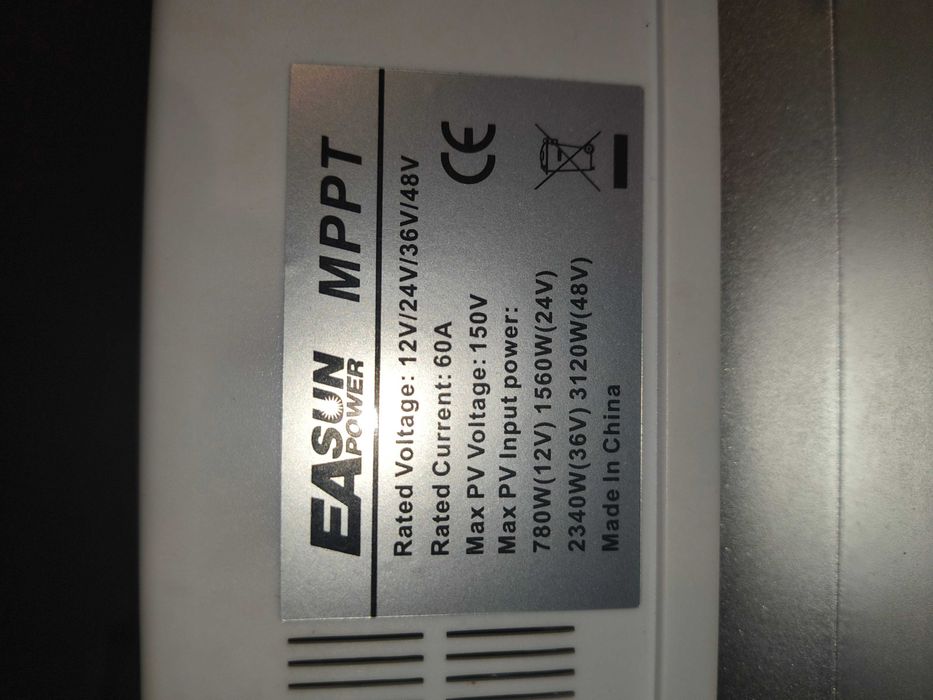 EASUN
POWER
MPPT
Rated Voltage: 12V/24V/36V/48V
Rated Current: 60A
Max PV Voltage: 150V
Max PV Input power:
780W(12V) 1560W(24V)
2340W(36V) 3120W(48V)
Made In China
CE